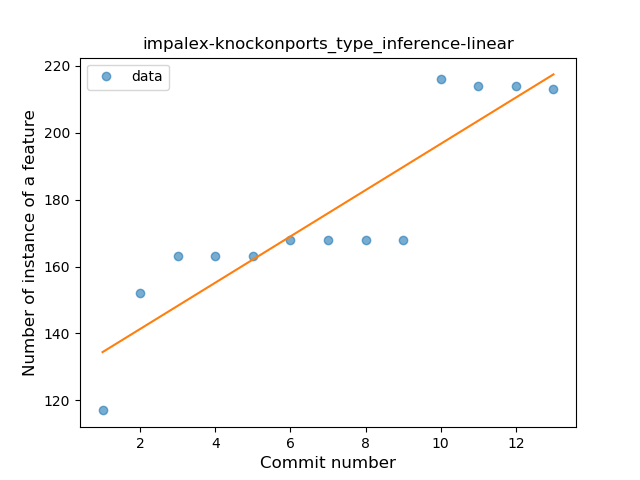 impalex-knockonports_type_inference-linear
data
Number of instance of a feature
220
200
180
160
140
120
2 4 6 8 10 12
Commit number